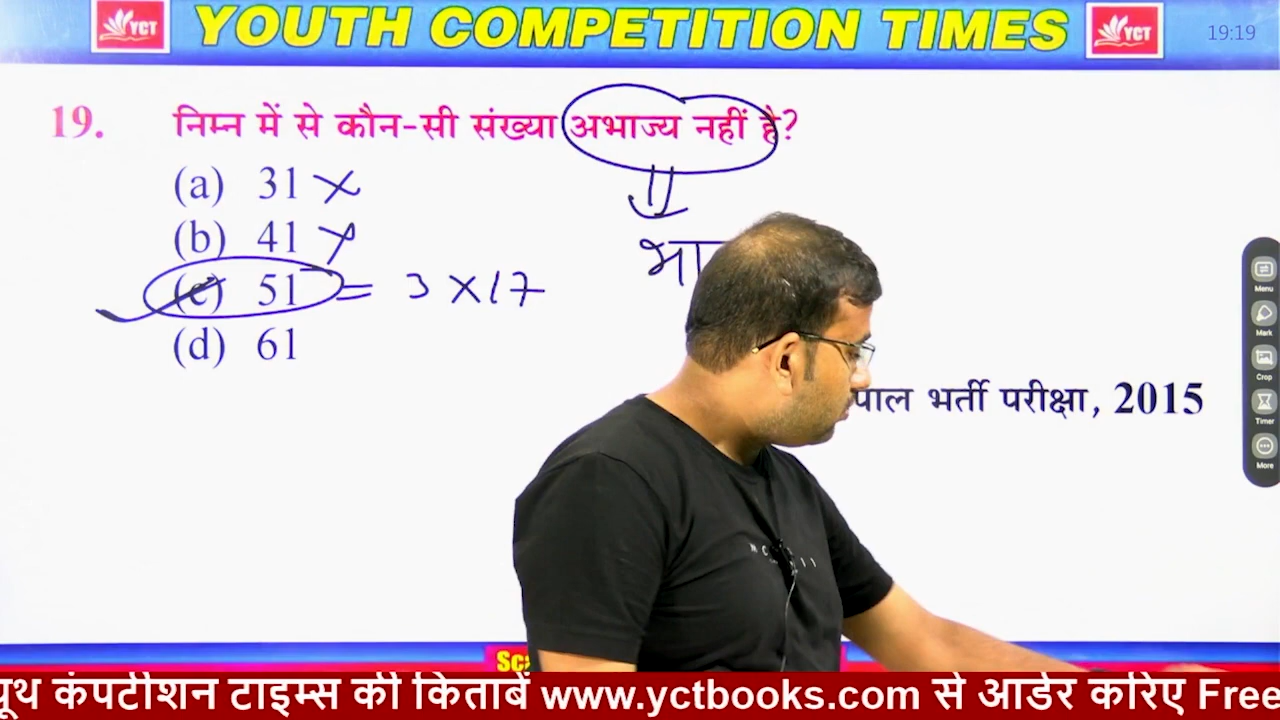 YCT
YOUTH COMPETITION TIMES
YCT
19:19
19. निम्न में से कौन-सी संख्या अभाज्य नहीं है?
(a) 31 ×
(b) 41 ×
(c) 51 = 3 × 17
(d) 61
पाल भर्ती परीक्षा, 2015
Menu
Mark
Crop
Timer
More
यूथ कंपटीशन टाइम्स की किताबें www.yctbooks.com से आर्डर करिए Free